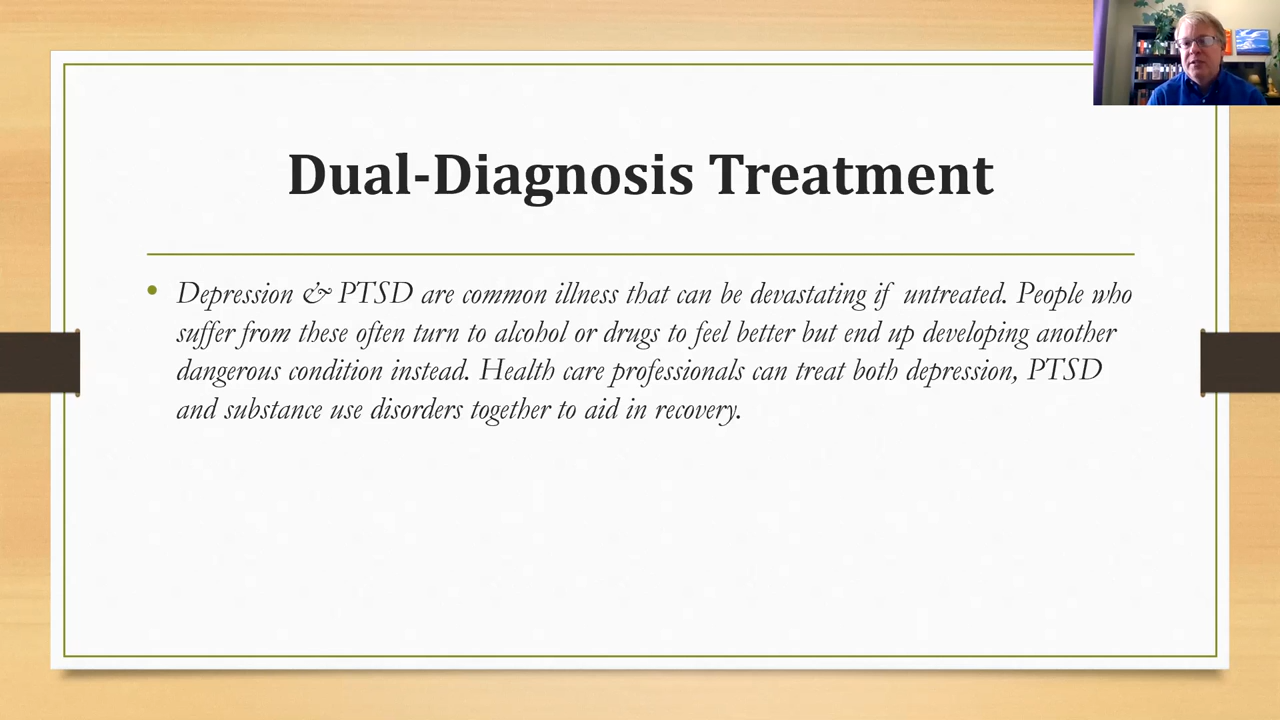 Dual-Diagnosis Treatment
• Depression & PTSD are common illness that can be devastating if  untreated. People who
suffer from these often turn to alcohol or drugs to feel better but end up developing another
dangerous condition instead. Health care professionals can treat both depression, PTSD
and substance use disorders together to aid in recovery.